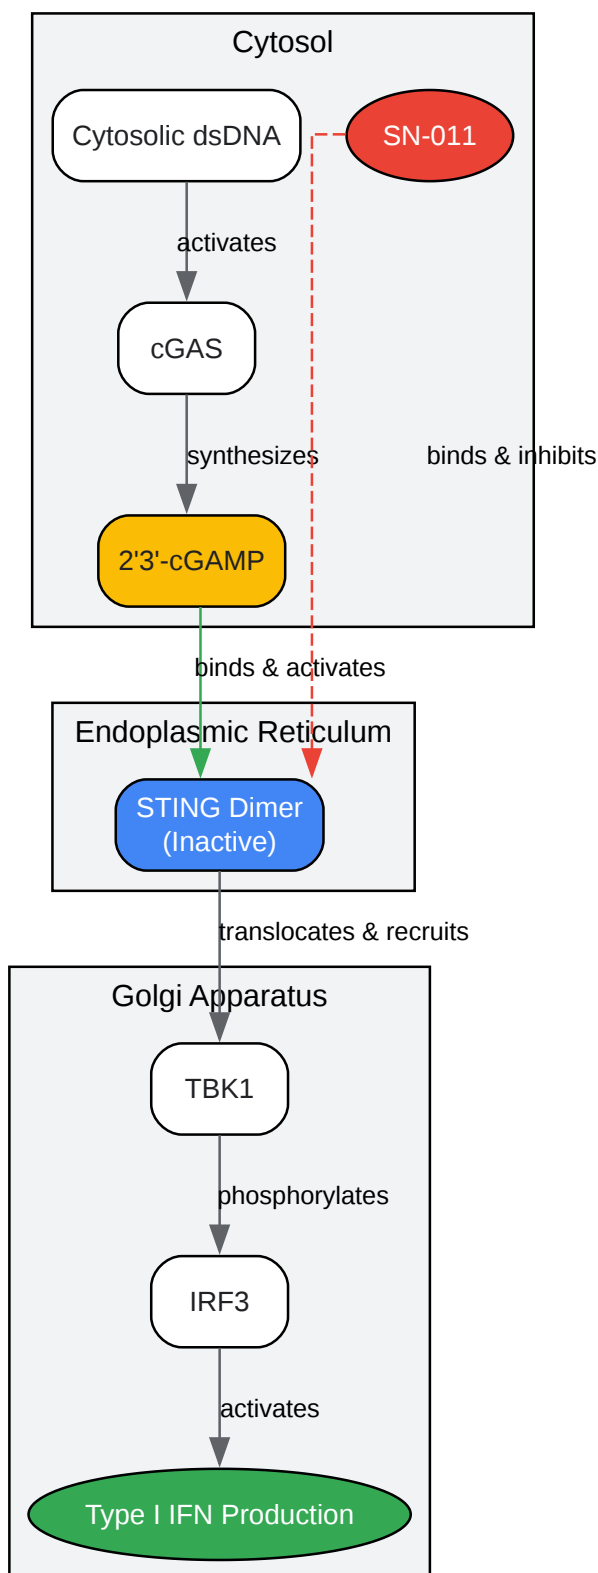 Cytosol
Cytosolic dsDNA
SN-011
activates
cGAS
synthesizes
binds & inhibits
2'3'-cGAMP
binds & activates
Endoplasmic Reticulum
STING Dimer
(Inactive)
translocates & recruits
Golgi Apparatus
TBK1
phosphorylates
IRF3
activates
Type I IFN Production